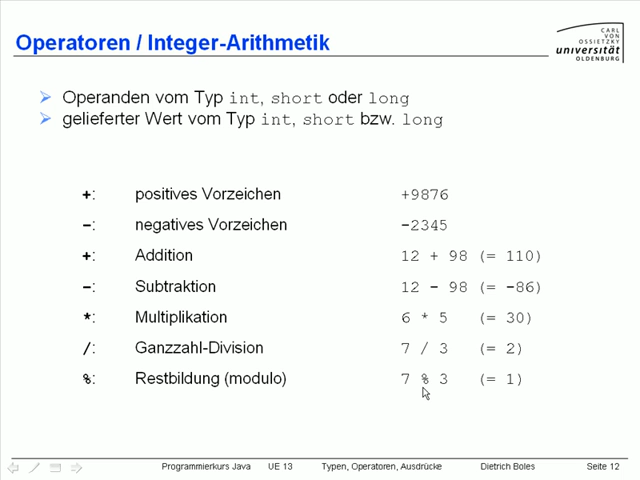 Operatoren / Integer-Arithmetik
CARL
VON
OSSIETZKY
universität
OLDENBURG
Operanden vom Typ int, short oder long
gelieferter Wert vom Typ int, short bzw. long
+: positives Vorzeichen +9876
-: negatives Vorzeichen -2345
+: Addition 12 + 98 (= 110)
-: Subtraktion 12 - 98 (= -86)
*: Multiplikation 6 * 5 (= 30)
/: Ganzzahl-Division 7 / 3 (= 2)
%: Restbildung (modulo) 7 % 3 (= 1)
Programmierkurs Java UE 13 Typen, Operatoren, Ausdrücke Dietrich Boles Seite 12